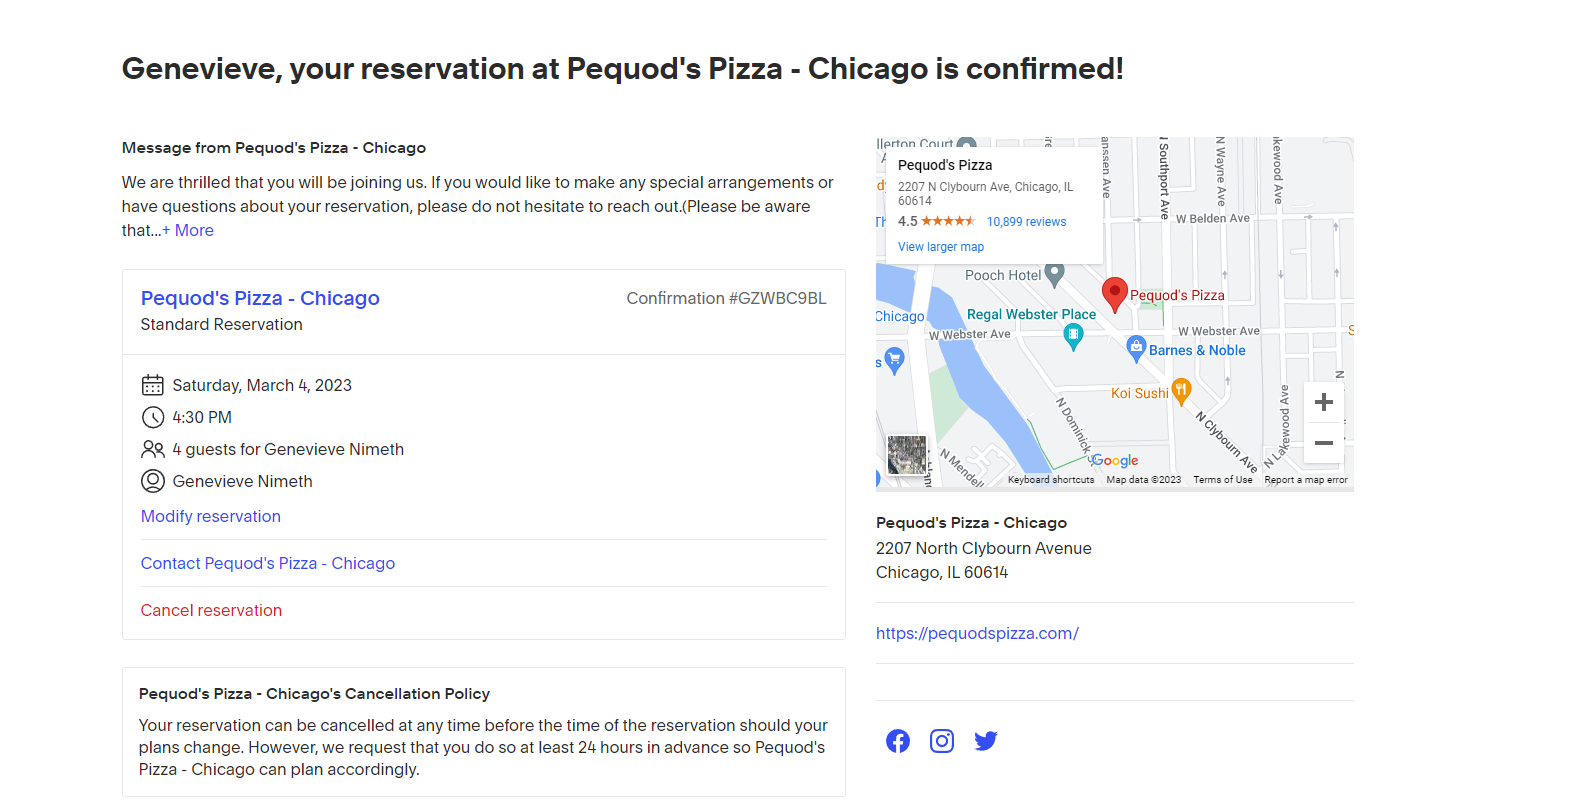 Genevieve, your reservation at Pequod's Pizza - Chicago is confirmed!
Message from Pequod's Pizza - Chicago
We are thrilled that you will be joining us. If you would like to make any special arrangements or
have questions about your reservation, please do not hesitate to reach out.(Please be aware
that...+ More
Pequod's Pizza - Chicago
Confirmation #GZWBC9BL
Standard Reservation
Saturday, March 4, 2023
4:30 PM
4 guests for Genevieve Nimeth
Genevieve Nimeth
Modify reservation
Contact Pequod's Pizza - Chicago
Cancel reservation
Pequod's Pizza - Chicago's Cancellation Policy
Your reservation can be cancelled at any time before the time of the reservation should your
plans change. However, we request that you do so at least 24 hours in advance so Pequod's
Pizza - Chicago can plan accordingly.
Pequod's Pizza
2207 N Clybourn Ave, Chicago, IL
60614
4.5 ★★★★★ 10,899 reviews
View larger map
N Southport Ave
N Wayne Ave
W Belden Ave
Pooch Hotel
Pequod's Pizza
Chicago
Regal Webster Place
W Webster Ave
W Webster Ave
Barnes & Noble
Koi Sushi
N Dominick S
N Clybourn Ave
N Lakewood Ave
N Mendell
Google
+
−
Keyboard shortcuts
Map data ©2023
Terms of Use
Report a map error
Pequod's Pizza - Chicago
2207 North Clybourn Avenue
Chicago, IL 60614
https://pequodspizza.com/